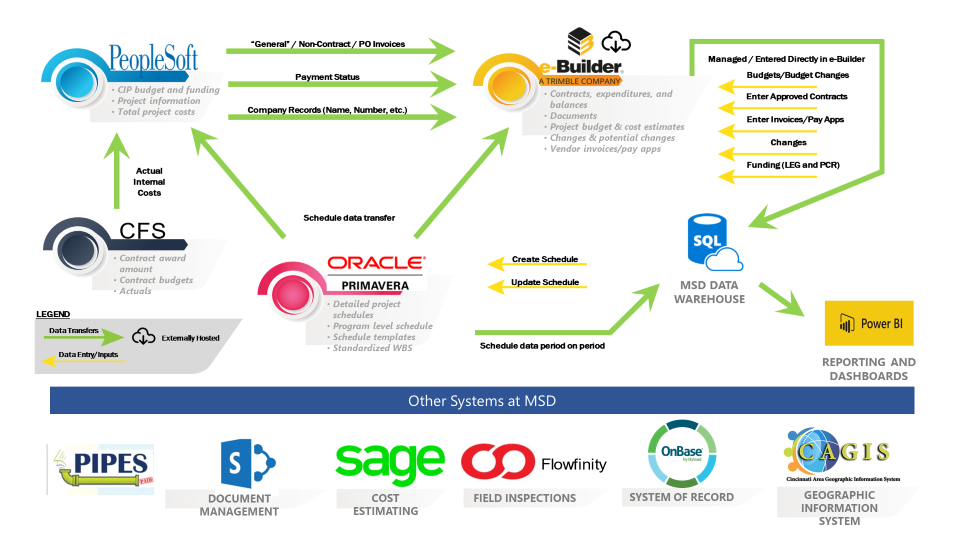 PeopleSoft
• CIP budget and funding
• Project information
• Total project costs
"General" / Non-Contract / PO Invoices
Payment Status
Company Records (Name, Number, etc.)
e-Builder®
A TRIMBLE COMPANY
• Contracts, expenditures, and
balances
• Documents
• Project budget & cost estimates
• Changes & potential changes
• Vendor invoices/pay apps
Managed / Entered Directly in e-Builder
Budgets/Budget Changes
Enter Approved Contracts
Enter Invoices/Pay Apps
Changes
Funding (LEG and PCR)
Actual
Internal
Costs
Schedule data transfer
CFS
• Contract award
amount
• Contract budgets
• Actuals
ORACLE®
PRIMAVERA
• Detailed project
schedules
• Program level schedule
• Schedule templates
• Standardized WBS
Create Schedule
Update Schedule
Schedule data period on period
SQL
MSD DATA
WAREHOUSE
Power BI
REPORTING AND
DASHBOARDS
LEGEND
Data Transfers
Externally Hosted
Data Entry/Inputs
Other Systems at MSD
PIPES
S
DOCUMENT
MANAGEMENT
sage
COST
ESTIMATING
Flowfinity
FIELD INSPECTIONS
OnBase®
by Hyland
SYSTEM OF RECORD
CAGIS
Cincinnati Area Geographic Information System
GEOGRAPHIC
INFORMATION
SYSTEM